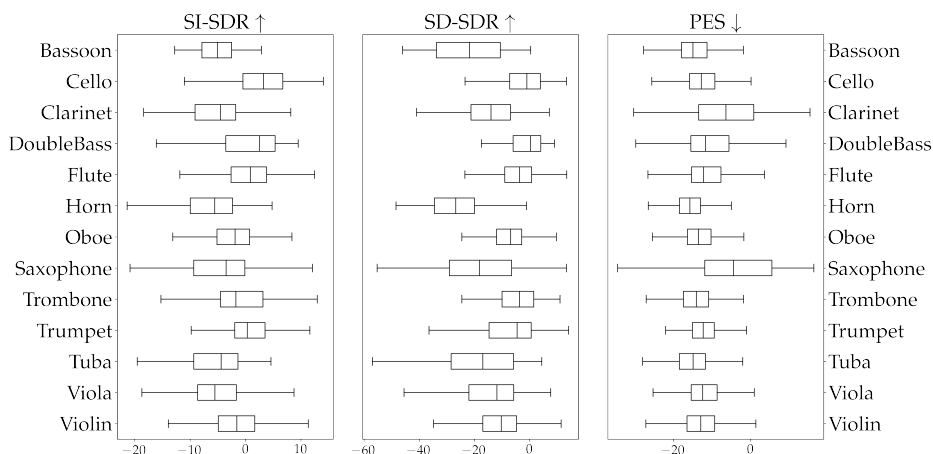 SI-SDR ↑ SD-SDR ↑ PES ↓
Bassoon Bassoon
Cello Cello
Clarinet Clarinet
DoubleBass DoubleBass
Flute Flute
Horn Horn
Oboe Oboe
Saxophone Saxophone
Trombone Trombone
Trumpet Trumpet
Tuba Tuba
Viola Viola
Violin Violin
−20 −10 0 10 −60 −40 −20 0 −20 0